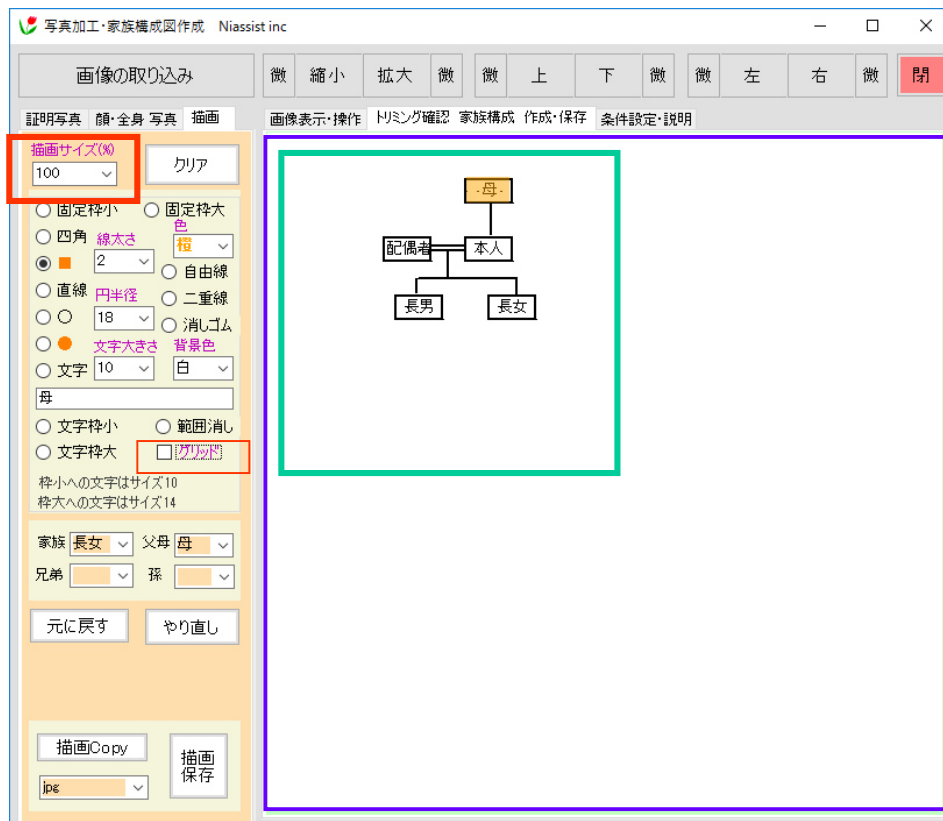 写真加工・家族構成図作成 Niassist inc
画像の取り込み 微 縮小 拡大 微 微 上 下 微 微 左 右 微 閉
証明写真 顔・全身 写真 描画 画像表示・操作 トリミング確認 家族構成 作成・保存 条件設定・説明
描画サイズ(%)
100
クリア
固定枠小 固定枠大
四角 線太さ 色
2 橙
自由線
直線 円半径 二重線
18
消しゴム
文字大きさ 背景色
文字 10 白
母
文字枠小 範囲消し
文字枠大 グリッド
枠小への文字はサイズ10
枠大への文字はサイズ14
家族 長女 父母 母
兄弟 孫
元に戻す やり直し
描画Copy
描画
保存
jpg
・母・
配偶者 本人
長男 長女